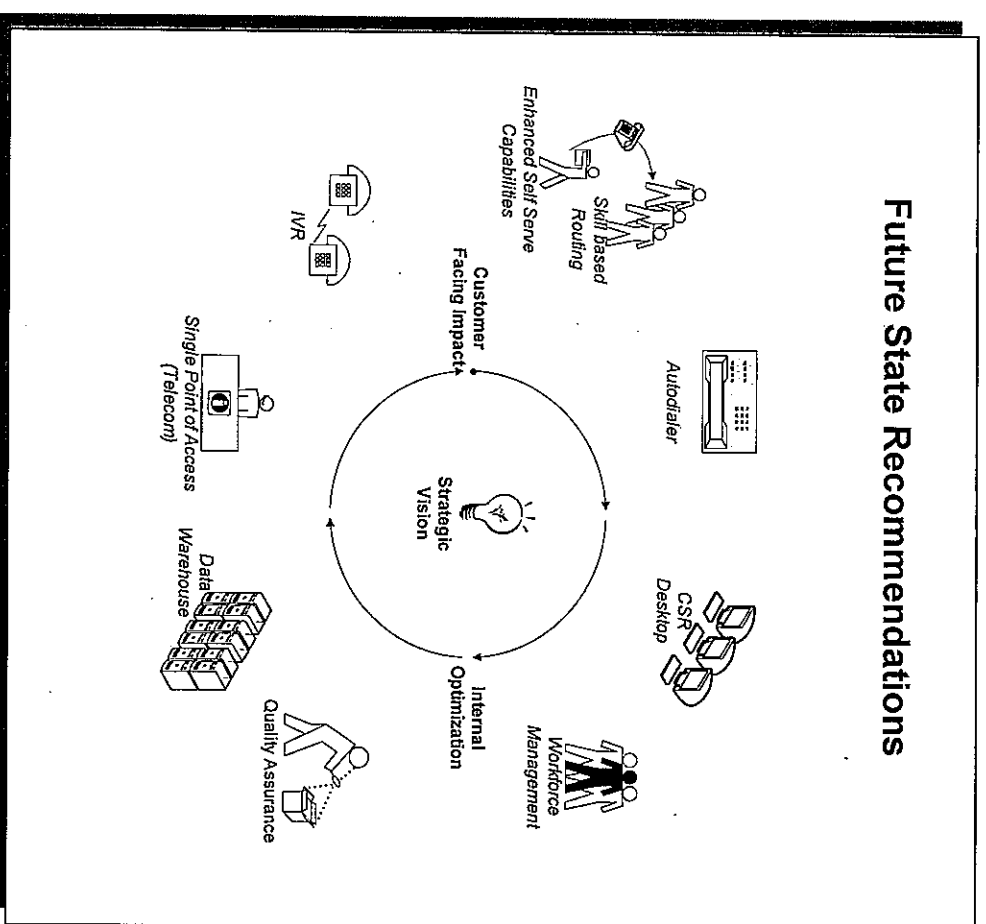 Future State Recommendations
Autodialer
CSR
Desktop
Skill based
Routing
Enhanced Self Serve
Capabilities
Workforce
Management
Customer
Facing Impact
Strategic
Vision
Internal
Optimization
IVR
Quality Assurance
Single Point of Access
(Telecom)
Data
Warehouse